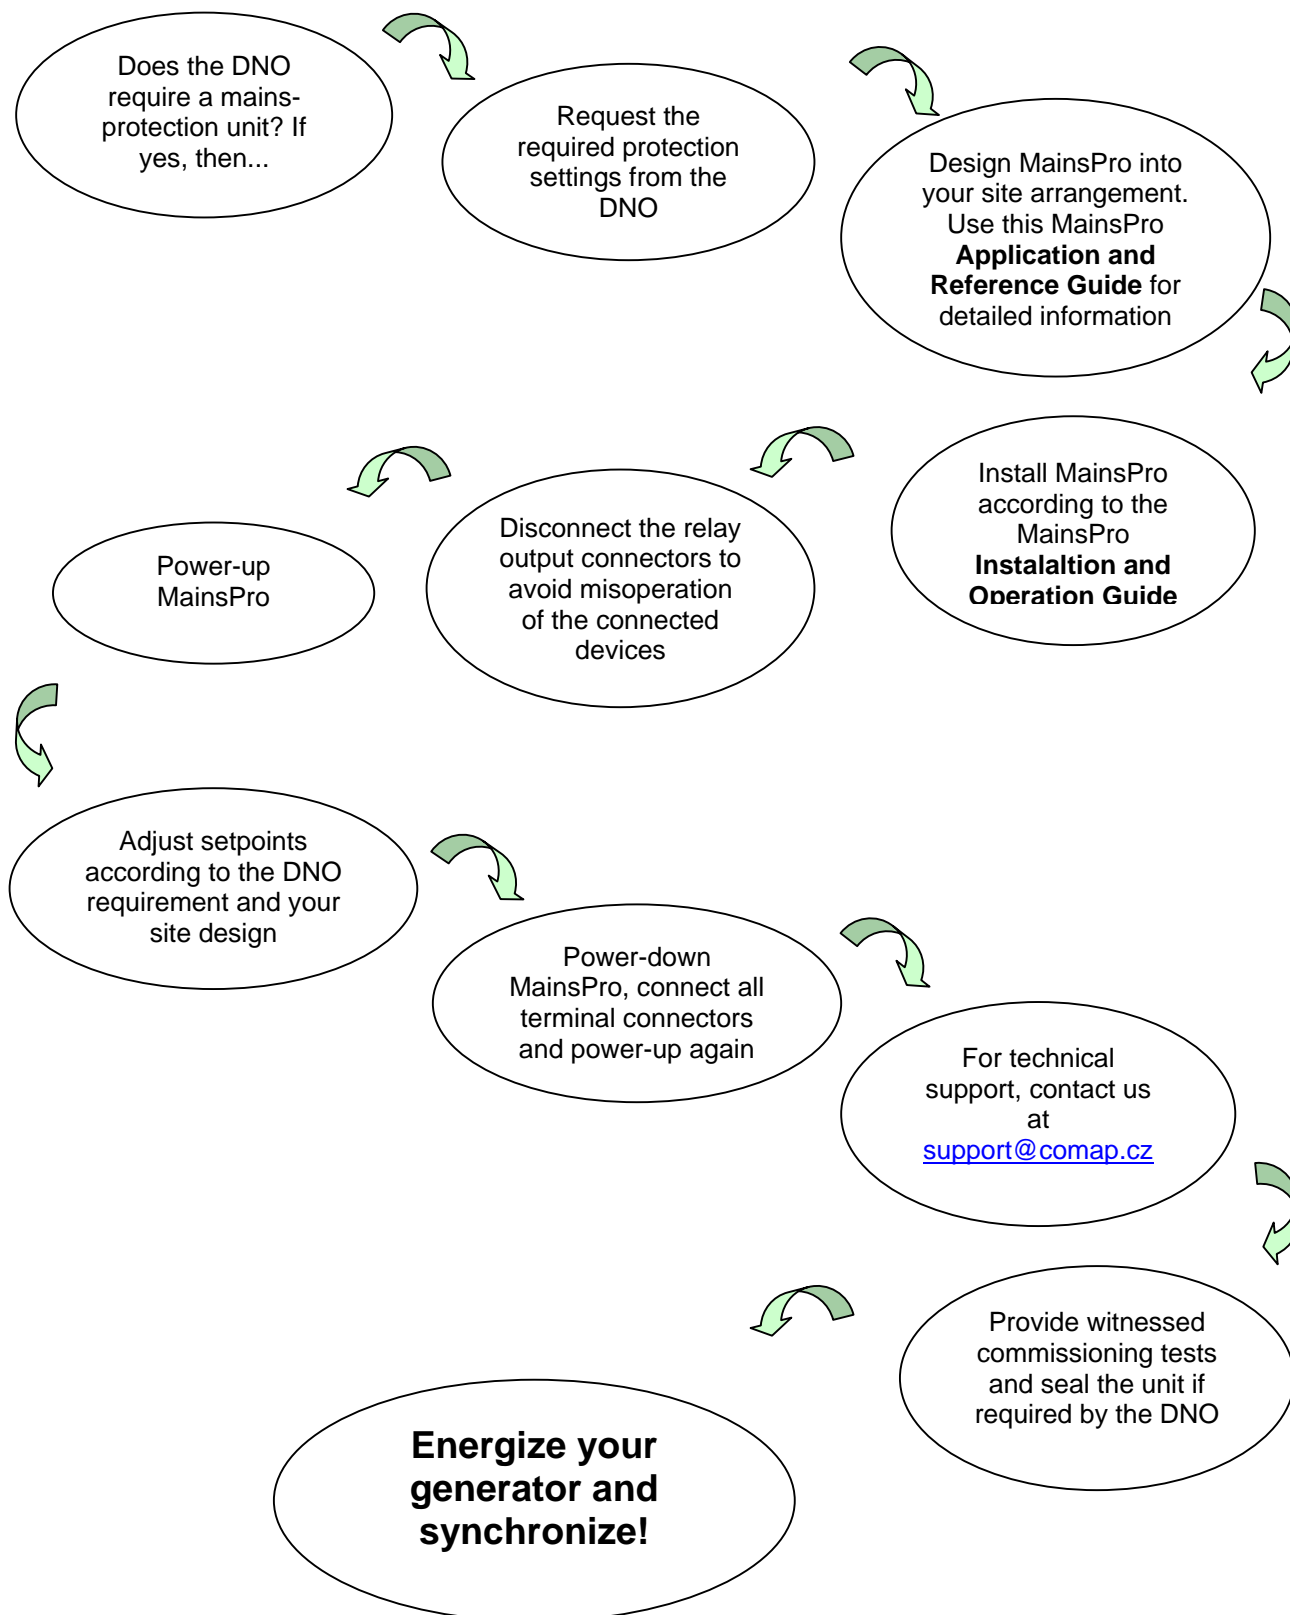 Does the DNO
require a mains-
protection unit? If
yes, then...
Request the
required protection
settings from the
DNO
Design MainsPro into
your site arrangement.
Use this MainsPro
Application and
Reference Guide for
detailed information
Install MainsPro
according to the
MainsPro
Instalaltion and
Operation Guide
Disconnect the relay
output connectors to
avoid misoperation
of the connected
devices
Power-up
MainsPro
Adjust setpoints
according to the DNO
requirement and your
site design
Power-down
MainsPro, connect all
terminal connectors
and power-up again
For technical
support, contact us
at
support@comap.cz
Provide witnessed
commissioning tests
and seal the unit if
required by the DNO
Energize your
generator and
synchronize!